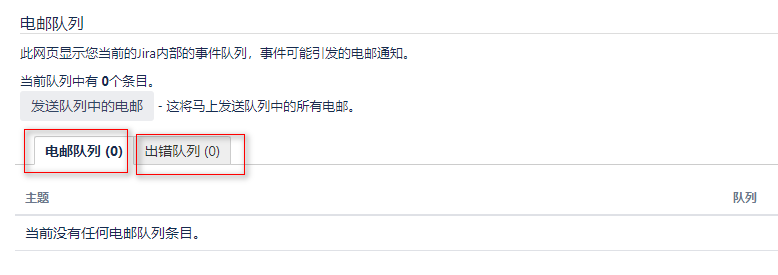 电邮队列
此网页显示您当前的Jira内部的事件队列，事件可能引发的电邮通知。
当前队列中有 0个条目。
发送队列中的电邮 - 这将马上发送队列中的所有电邮。
电邮队列 (0) 出错队列 (0)
主题 队列
当前没有任何电邮队列条目。